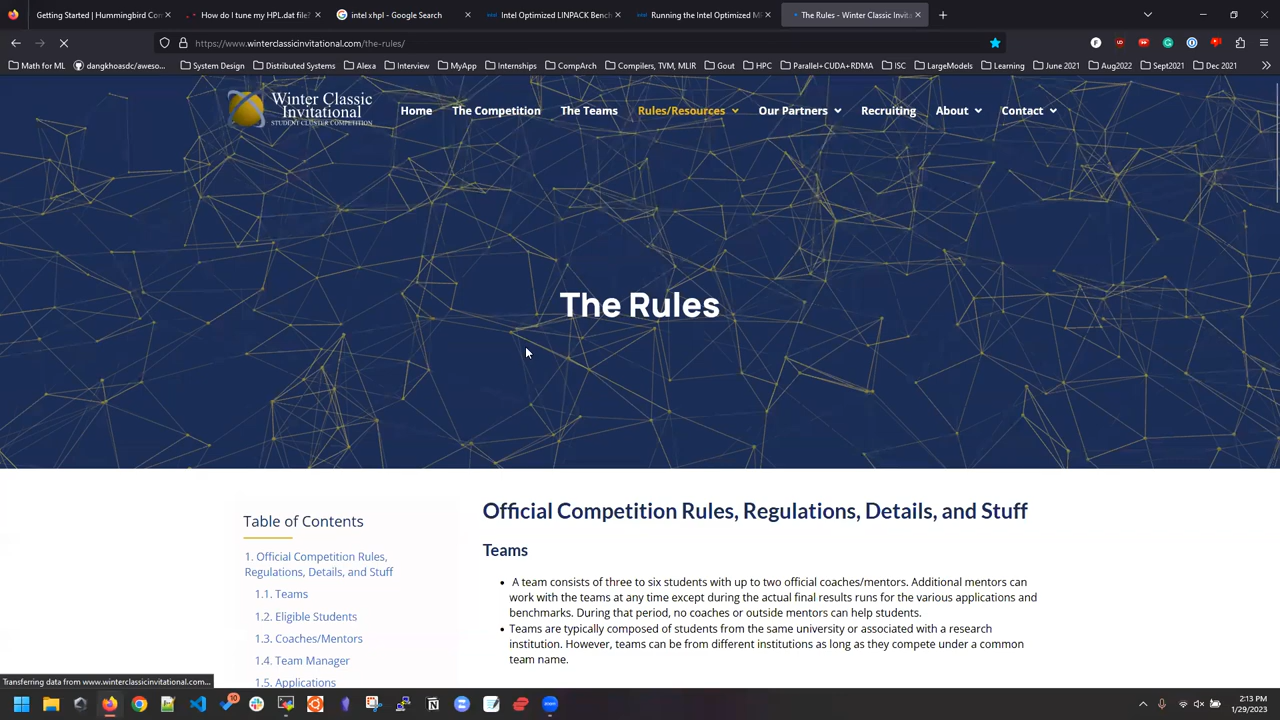 Getting Started | Hummingbird Com
How do I tune my HPL.dat file?
intel xhpl - Google Search
Intel Optimized LINPACK Bench
Running the Intel Optimized MP
The Rules - Winter Classic Invita
https://www.winterclassicinvitational.com/the-rules/
Math for ML
dangkhoasdc/aweso...
System Design
Distributed Systems
Alexa
Interview
MyApp
Internships
CompArch
Compilers, TVM, MLIR
Gout
HPC
Parallel+CUDA+RDMA
ISC
LargeModels
Learning
June 2021
Aug2022
Sept2021
Dec 2021
Winter Classic
Invitational
STUDENT CLUSTER COMPETITION
Home
The Competition
The Teams
Rules/Resources
Our Partners
Recruiting
About
Contact
The Rules
Table of Contents
1. Official Competition Rules,
Regulations, Details, and Stuff
1.1. Teams
1.2. Eligible Students
1.3. Coaches/Mentors
1.4. Team Manager
1.5. Applications
Official Competition Rules, Regulations, Details, and Stuff
Teams
A team consists of three to six students with up to two official coaches/mentors. Additional mentors can
work with the teams at any time except during the actual final results runs for the various applications and
benchmarks. During that period, no coaches or outside mentors can help students.
Teams are typically composed of students from the same university or associated with a research
institution. However, teams can be from different institutions as long as they compete under a common
team name.
Transferring data from www.winterclassicinvitational.com...
10
2:13 PM
1/29/2023